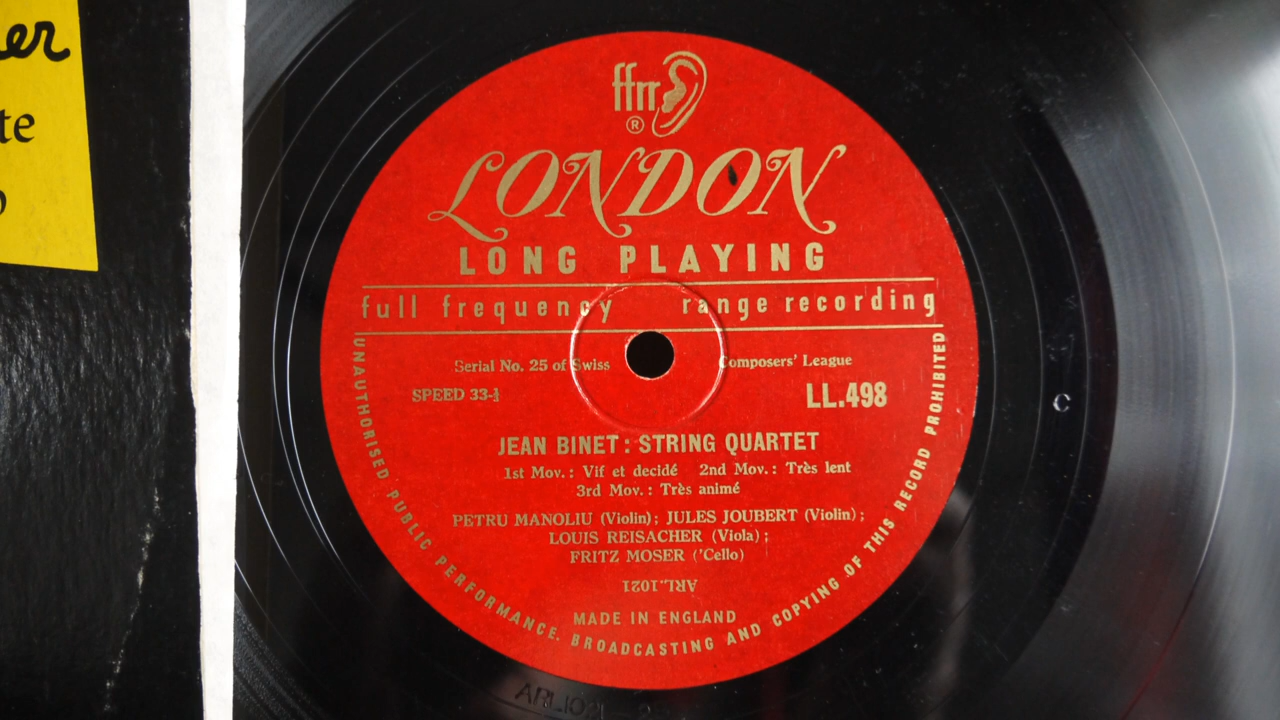 er
te
ffrr
®
LONDON
LONG PLAYING
full frequency range recording
Serial No. 25 of Swiss Composers' League
SPEED 33-⅓
LL.498
JEAN BINET : STRING QUARTET
1st Mov. : Vif et decidé 2nd Mov. : Très lent
3rd Mov. : Très animé
PETRU MANOLIU (Violin) ; JULES JOUBERT (Violin) ;
LOUIS REISACHER (Viola) ;
FRITZ MOSER ('Cello)
ARL.1021
MADE IN ENGLAND
UNAUTHORISED PUBLIC PERFORMANCE. BROADCASTING AND COPYING OF THIS RECORD PROHIBITED
C